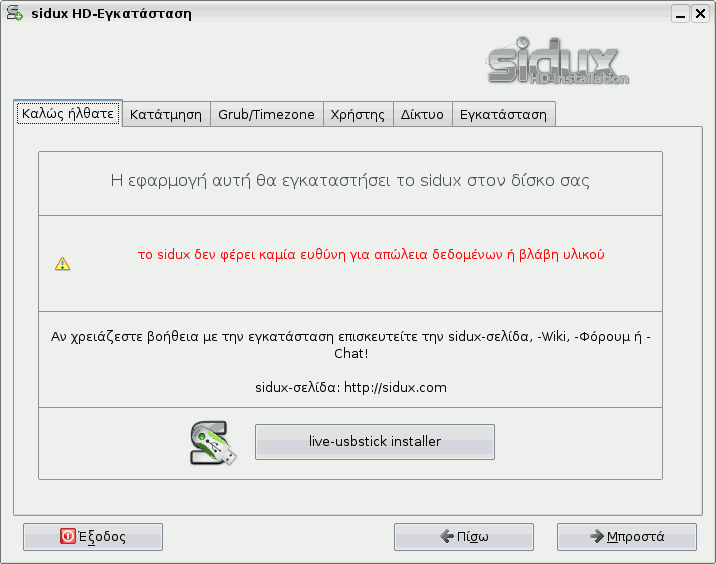 sidux HD-Εγκατάσταση
sidux
HD-Installation
Καλώς ήλθατε Κατάτμηση Grub/Timezone Χρήστης Δίκτυο Εγκατάσταση
Η εφαρμογή αυτή θα εγκαταστήσει το sidux στον δίσκο σας
το sidux δεν φέρει καμία ευθύνη για απώλεια δεδομένων ή βλάβη υλικού
Αν χρειάζεστε βοήθεια με την εγκατάσταση επισκευτείτε την sidux-σελίδα, -Wiki, -Φόρουμ ή -
Chat!
sidux-σελίδα: http://sidux.com
live-usbstick installer
Έξοδος Πίσω Μπροστά